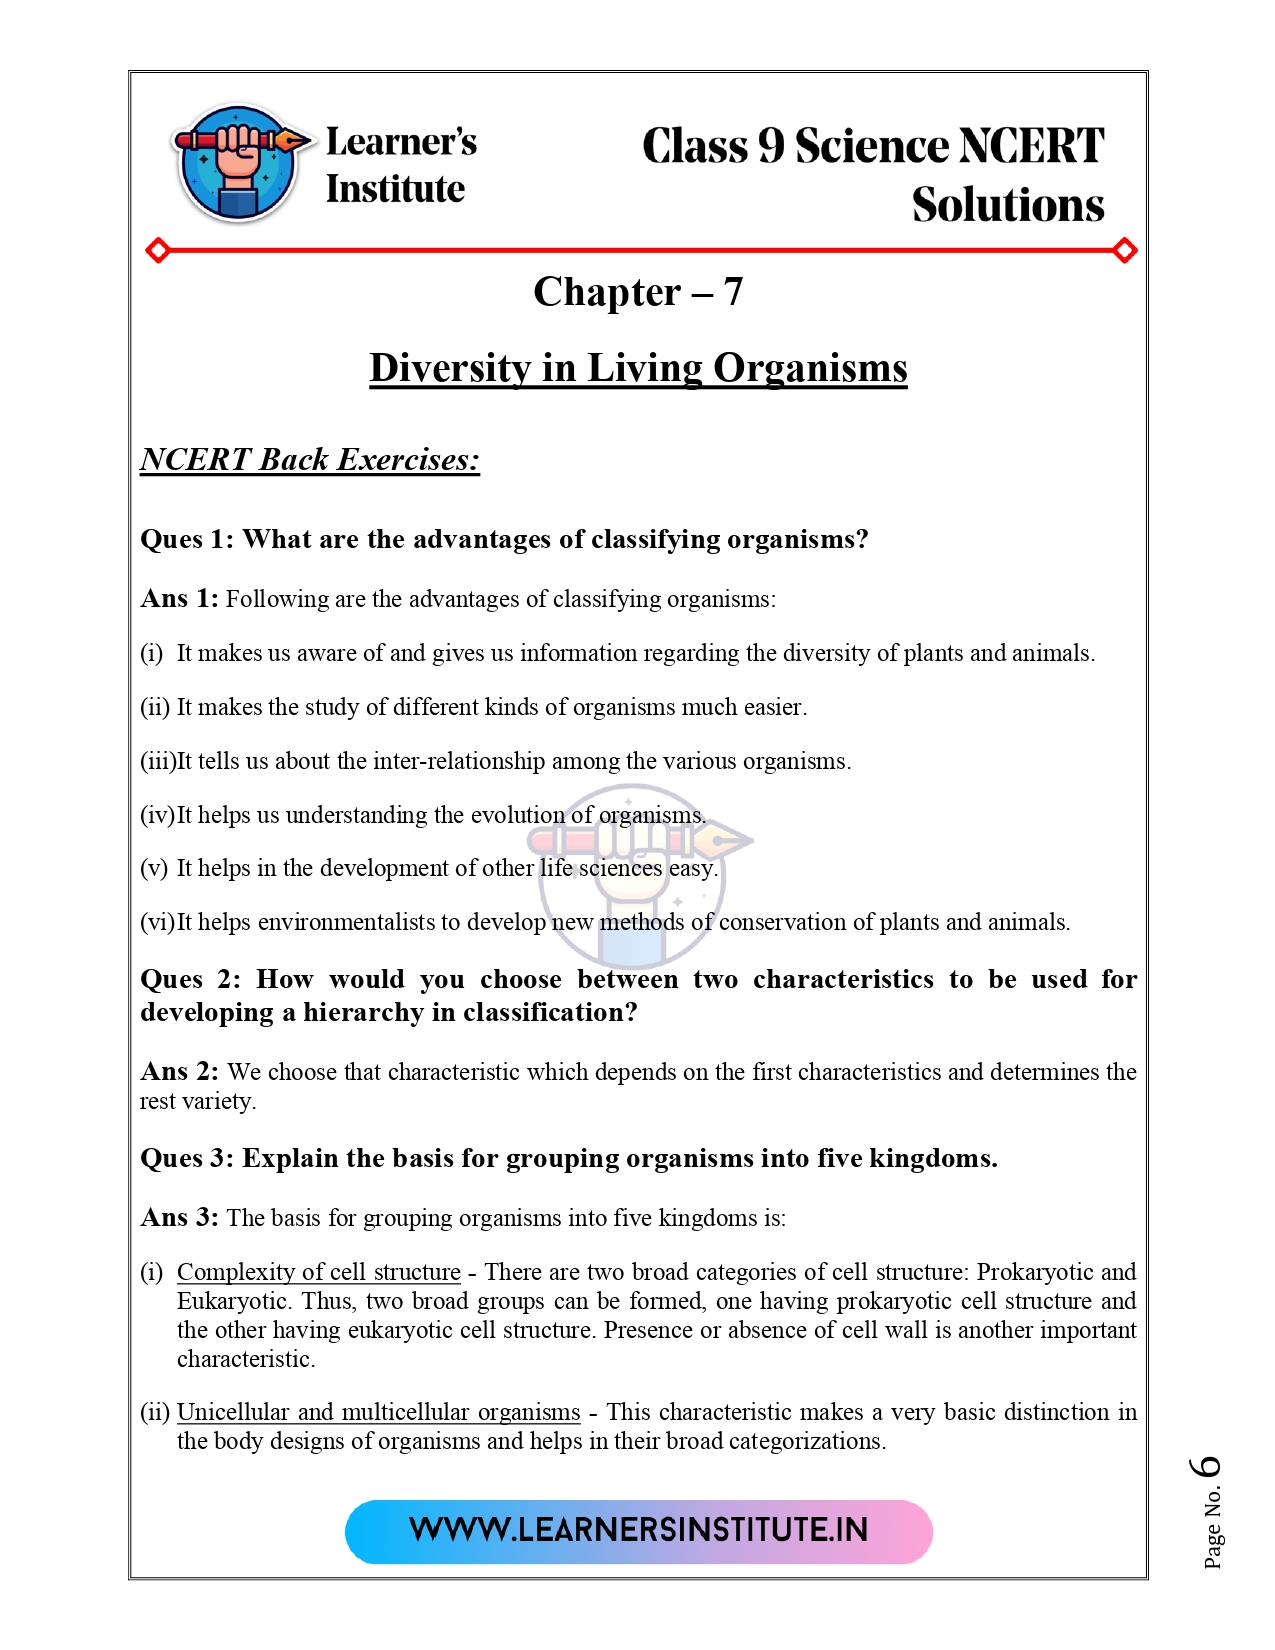 Learner's
Institute
Class 9 Science NCERT
Solutions
Chapter – 7
Diversity in Living Organisms
NCERT Back Exercises:
Ques 1: What are the advantages of classifying organisms?
Ans 1: Following are the advantages of classifying organisms:
(i) It makes us aware of and gives us information regarding the diversity of plants and animals.
(ii) It makes the study of different kinds of organisms much easier.
(iii)It tells us about the inter-relationship among the various organisms.
(iv)It helps us understanding the evolution of organisms.
(v) It helps in the development of other life sciences easy.
(vi)It helps environmentalists to develop new methods of conservation of plants and animals.
Ques 2: How would you choose between two characteristics to be used for
developing a hierarchy in classification?
Ans 2: We choose that characteristic which depends on the first characteristics and determines the
rest variety.
Ques 3: Explain the basis for grouping organisms into five kingdoms.
Ans 3: The basis for grouping organisms into five kingdoms is:
(i) Complexity of cell structure - There are two broad categories of cell structure: Prokaryotic and
Eukaryotic. Thus, two broad groups can be formed, one having prokaryotic cell structure and
the other having eukaryotic cell structure. Presence or absence of cell wall is another important
characteristic.
(ii) Unicellular and multicellular organisms - This characteristic makes a very basic distinction in
the body designs of organisms and helps in their broad categorizations.
WWW.LEARNERSINSTITUTE.IN
Page No. 6